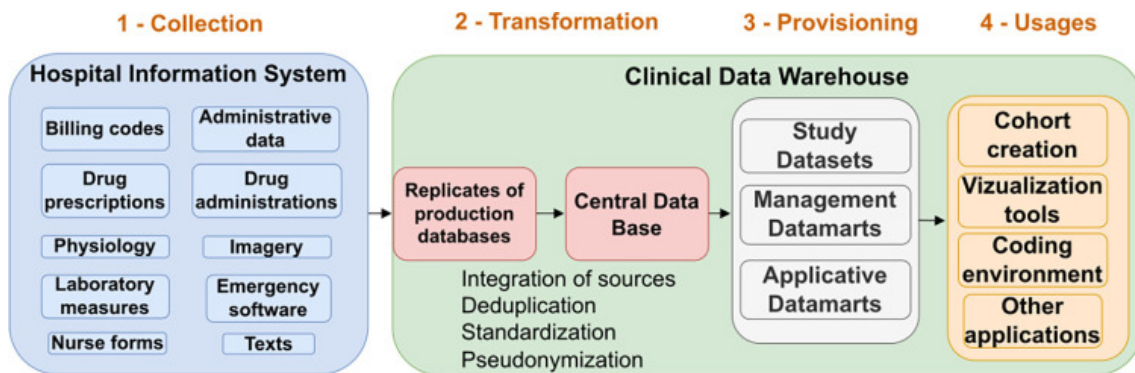 1 - Collection
2 - Transformation
3 - Provisioning
4 - Usages
Hospital Information System
Billing codes
Administrative
data
Drug
prescriptions
Drug
administrations
Physiology
Imagery
Laboratory
measures
Emergency
software
Nurse forms
Texts
Clinical Data Warehouse
Replicates of
production
databases
Central Data
Base
Integration of sources
Deduplication
Standardization
Pseudonymization
Study
Datasets
Management
Datamarts
Applicative
Datamarts
Cohort
creation
Vizualization
tools
Coding
environment
Other
applications